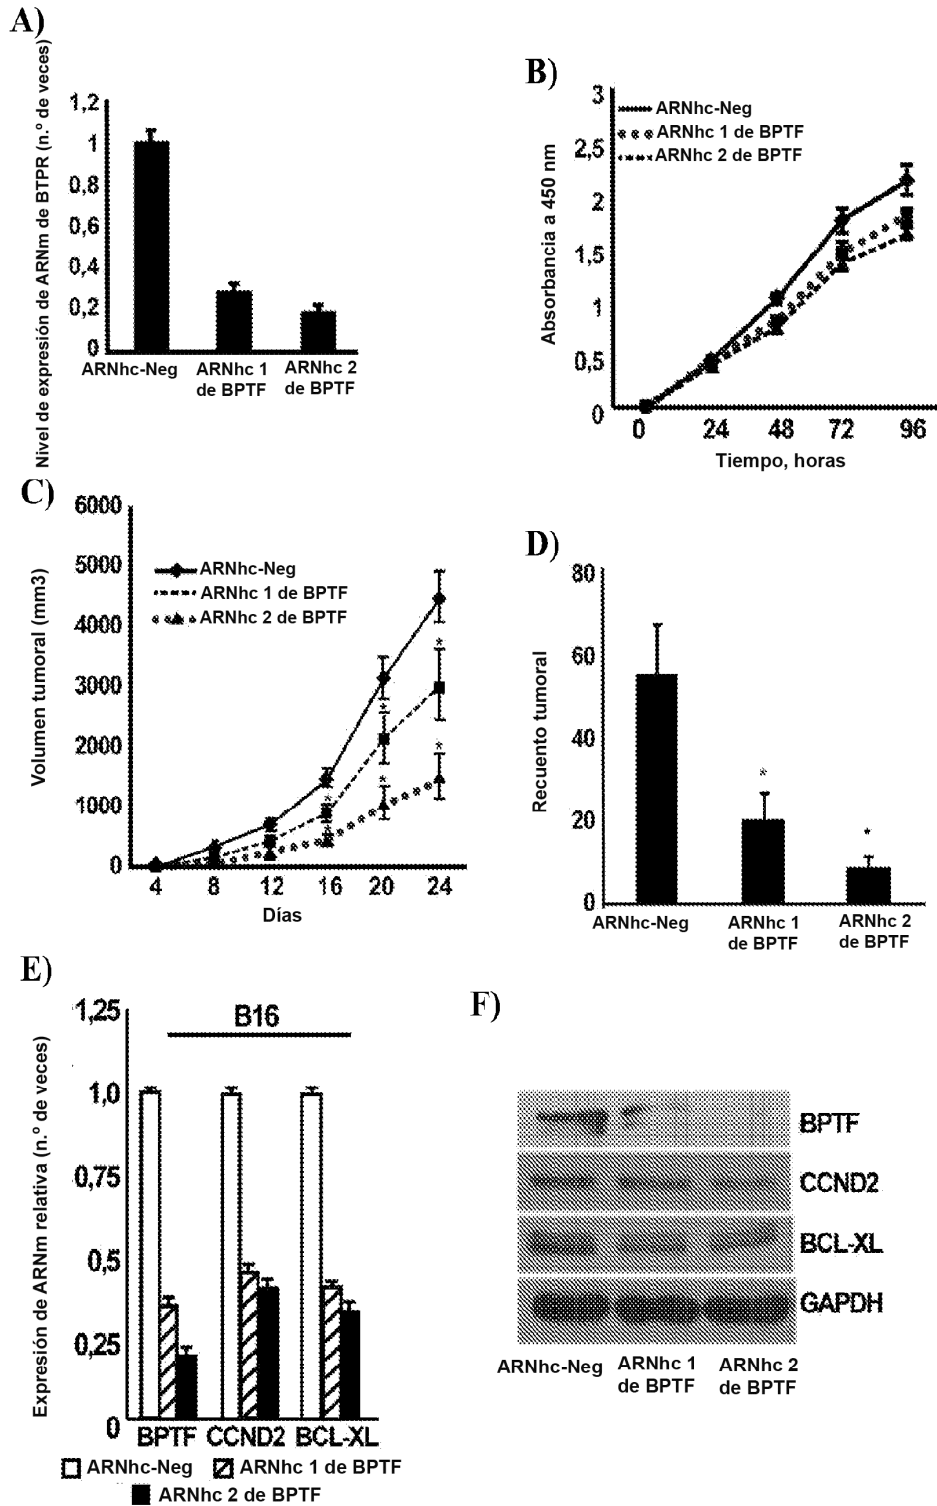 A)
Nivel de expresión de ARNm de BTPR (n.º de veces)
1,2
1
0,8
0,6
0,4
0,2
0
ARNhc-Neg
ARNhc 1
de BPTF
ARNhc 2
de BPTF
B)
Absorbancia a 450 nm
3
2,5
2
1,5
1
0,5
0
ARNhc-Neg
ARNhc 1 de BPTF
ARNhc 2 de BPTF
0 24 48 72 96
Tiempo, horas
C)
Volumen tumoral (mm3)
6000
5000
4000
3000
2000
1000
0
ARNhc-Neg
ARNhc 1 de BPTF
ARNhc 2 de BPTF
* * * * * *
4 8 12 16 20 24
Días
D)
Recuento tumoral
80
60
40
20
0
* *
ARNhc-Neg
ARNhc 1
de BPTF
ARNhc 2
de BPTF
E)
Expresión de ARNm relativa (n.º de veces)
1,25
1,0
0,75
0,5
0,25
0
B16
BPTF CCND2 BCL-XL
ARNhc-Neg ARNhc 1 de BPTF
ARNhc 2 de BPTF
F)
BPTF
CCND2
BCL-XL
GAPDH
ARNhc-Neg
ARNhc 1
de BPTF
ARNhc 2
de BPTF